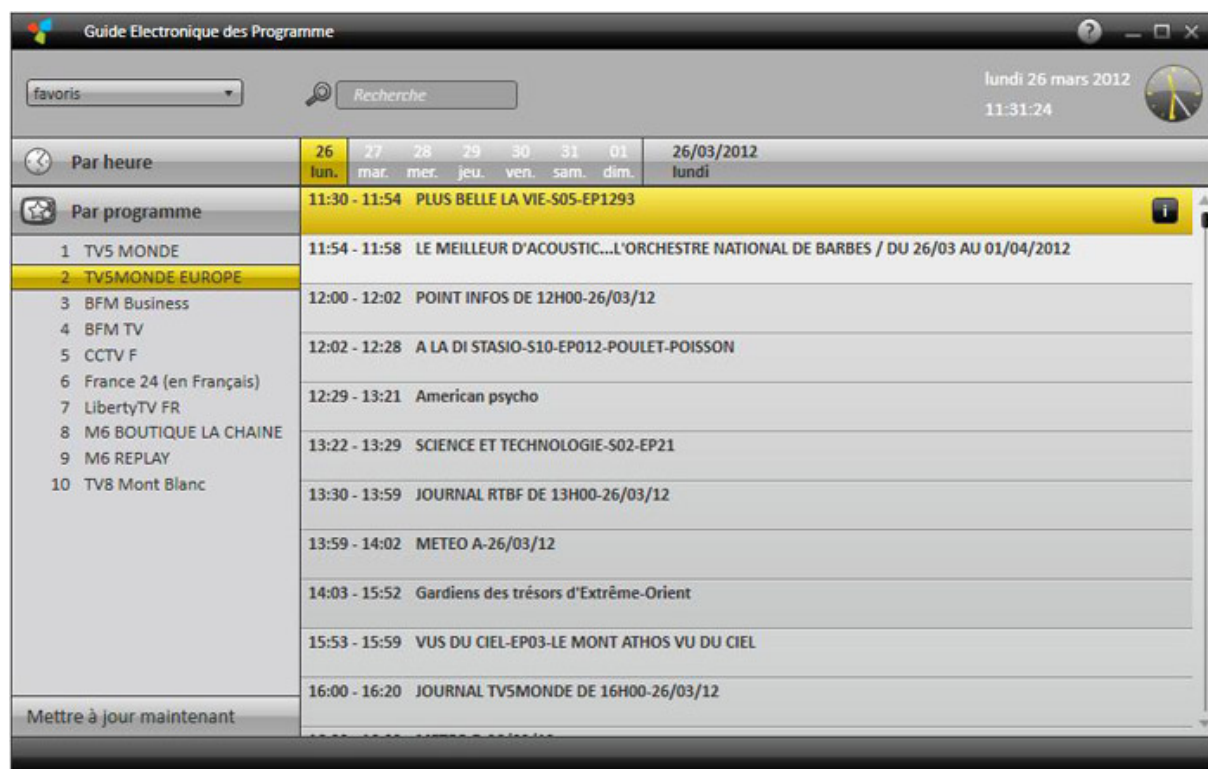 Guide Electronique des Programme
?
favoris
Recherche
lundi 26 mars 2012
11:31:24
Par heure
26 27 28 29 30 31 01
lun. mar. mer. jeu. ven. sam. dim.
26/03/2012
lundi
Par programme
1 TV5 MONDE
2 TV5MONDE EUROPE
3 BFM Business
4 BFM TV
5 CCTV F
6 France 24 (en Français)
7 LibertyTV FR
8 M6 BOUTIQUE LA CHAINE
9 M6 REPLAY
10 TV8 Mont Blanc
Mettre à jour maintenant
11:30 - 11:54 PLUS BELLE LA VIE-S05-EP1293
i
11:54 - 11:58 LE MEILLEUR D'ACOUSTIC...L'ORCHESTRE NATIONAL DE BARBES / DU 26/03 AU 01/04/2012
12:00 - 12:02 POINT INFOS DE 12H00-26/03/12
12:02 - 12:28 A LA DI STASIO-S10-EP012-POULET-POISSON
12:29 - 13:21 American psycho
13:22 - 13:29 SCIENCE ET TECHNOLOGIE-S02-EP21
13:30 - 13:59 JOURNAL RTBF DE 13H00-26/03/12
13:59 - 14:02 METEO A-26/03/12
14:03 - 15:52 Gardiens des trésors d'Extrême-Orient
15:53 - 15:59 VUS DU CIEL-EP03-LE MONT ATHOS VU DU CIEL
16:00 - 16:20 JOURNAL TV5MONDE DE 16H00-26/03/12